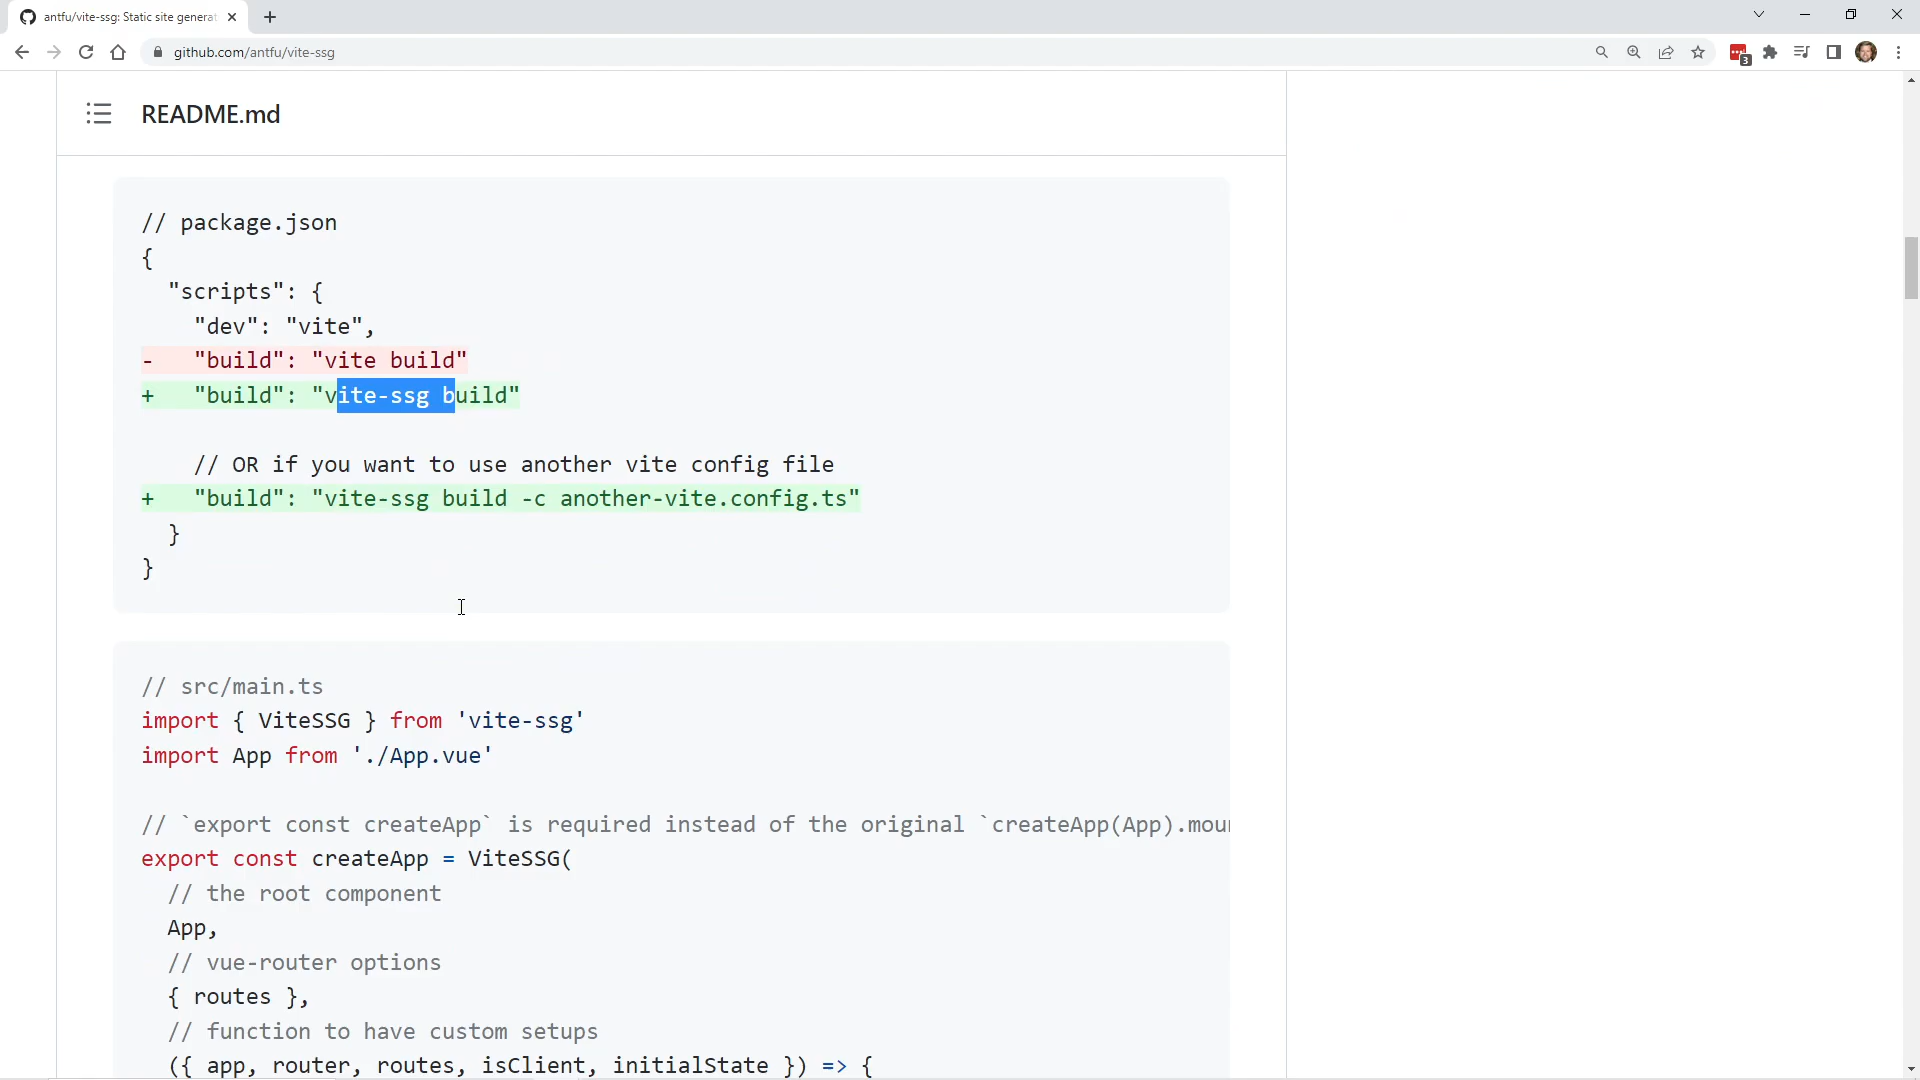 antfu/vite-ssg: Static site generat
github.com/antfu/vite-ssg
3
README.md
// package.json
{
  "scripts": {
    "dev": "vite",
-   "build": "vite build"
+   "build": "vite-ssg build"
    // OR if you want to use another vite config file
+   "build": "vite-ssg build -c another-vite.config.ts"
  }
}
// src/main.ts
import { ViteSSG } from 'vite-ssg'
import App from './App.vue'
// `export const createApp` is required instead of the original `createApp(App).moun
export const createApp = ViteSSG(
  // the root component
  App,
  // vue-router options
  { routes },
  // function to have custom setups
  ({ app, router, routes, isClient, initialState }) => {